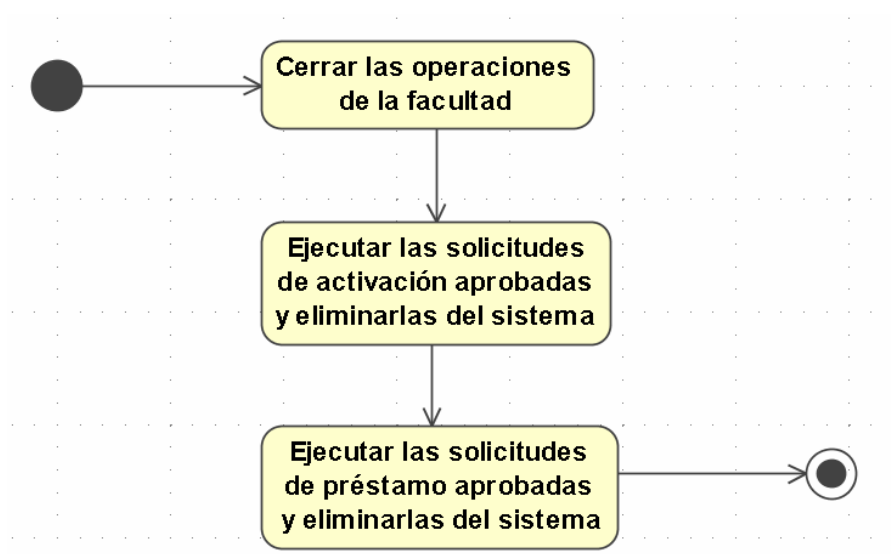 Cerrar las operaciones
de la facultad
Ejecutar las solicitudes
de activación aprobadas
y eliminarlas del sistema
Ejecutar las solicitudes
de préstamo aprobadas
y eliminarlas del sistema